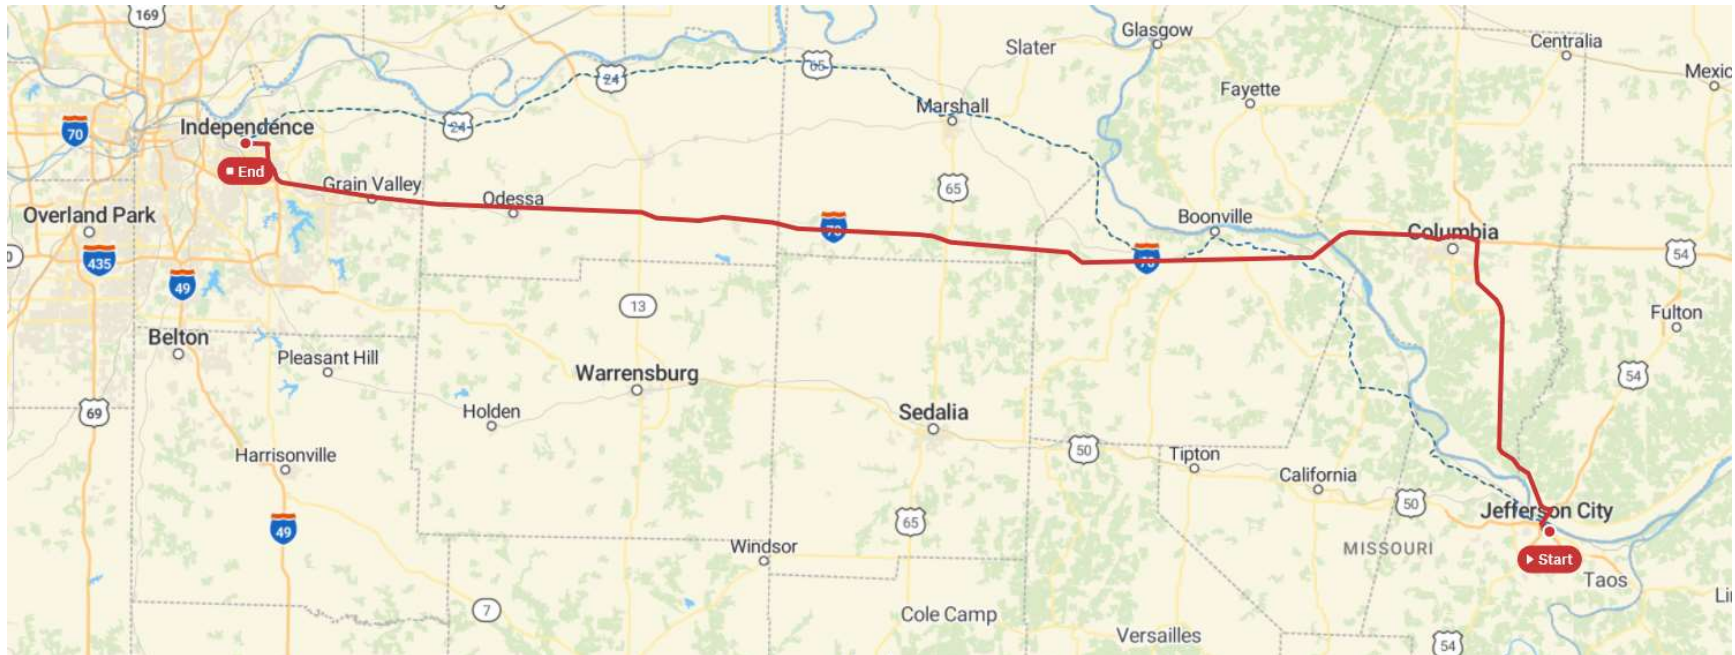 169
Glasgow
Slater
Centralia
65
24
Mexic
Fayette
Marshall
24
Independence
70
End
Grain Valley
Odessa
65
Overland Park
Boonville
Columbia
70
0
435
49
70
54
13
Fulton
Belton
Pleasant Hill
Warrensburg
54
69
Holden
Sedalia
Harrisonville
50
Tipton
California
50
Jefferson City
49
65
Windsor
MISSOURI
Start
Taos
Li
7
Cole Camp
Versailles
54